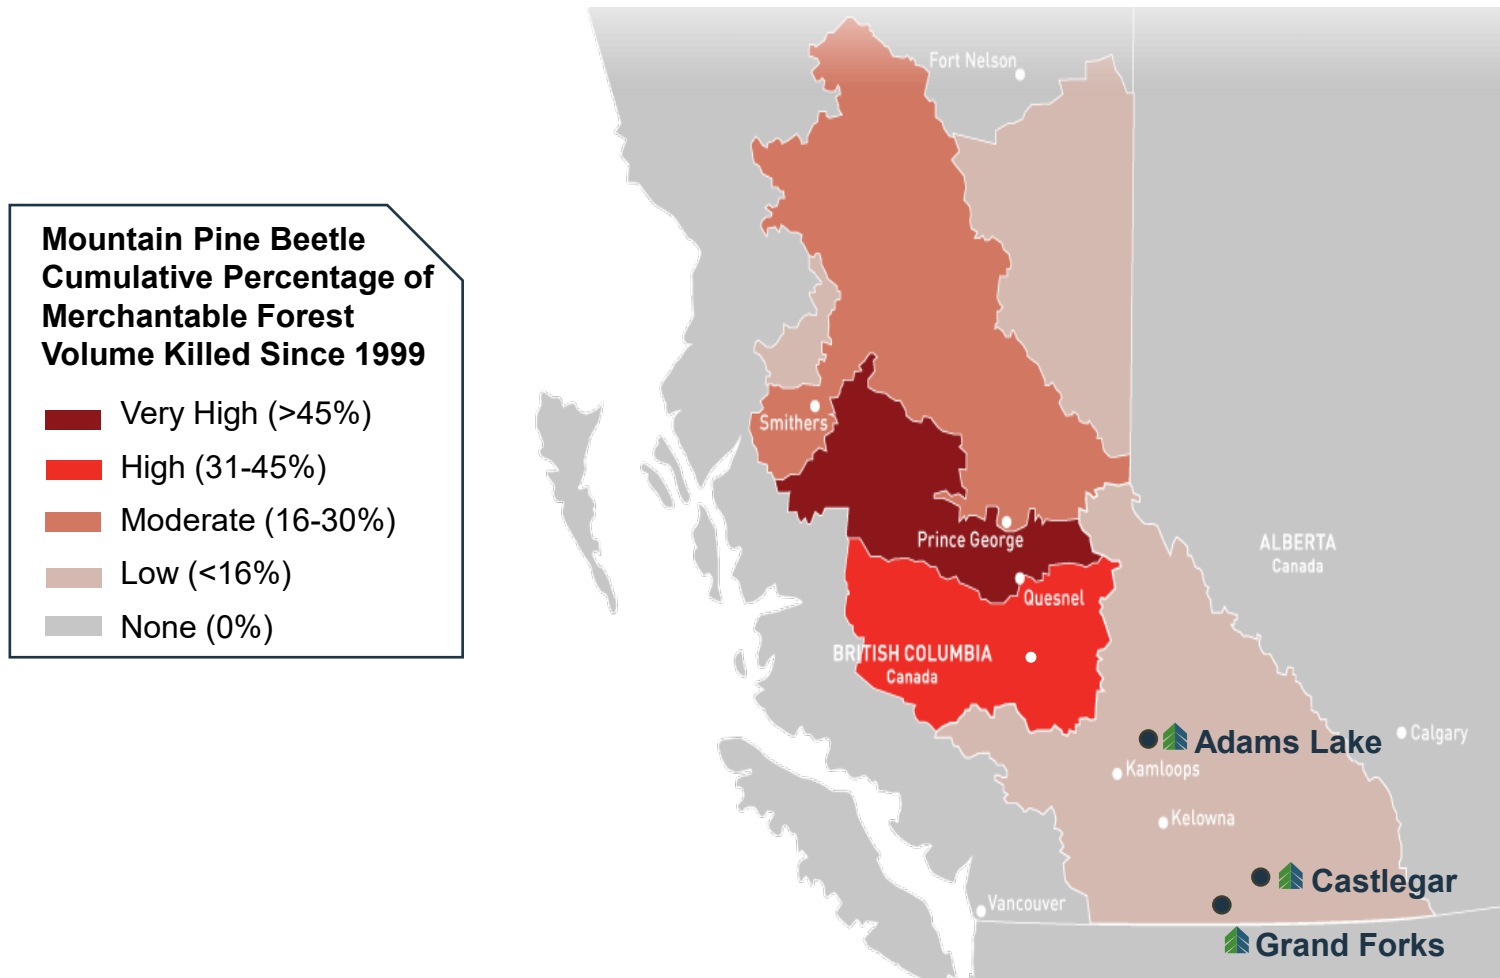 Fort Nelson
Mountain Pine Beetle
Cumulative Percentage of
Merchantable Forest
Volume Killed Since 1999
Very High (>45%)
High (31-45%)
Moderate (16-30%)
Low (<16%)
None (0%)
Smithers
Prince George
Quesnel
ALBERTA
Canada
BRITISH COLUMBIA
Canada
Adams Lake
Calgary
Kamloops
Kelowna
Castlegar
Vancouver
Grand Forks